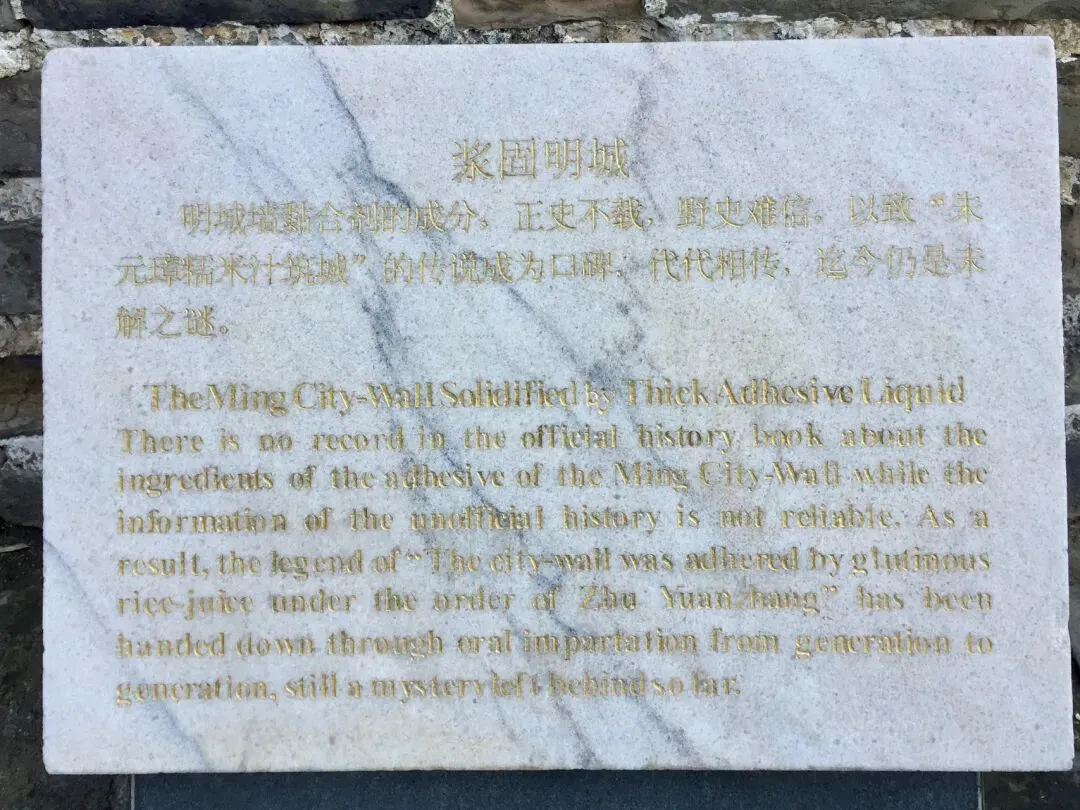 浆固明城
明城墙黏合剂的成分，正史不载，野史难信，以致“朱
元璋糯米汁筑城”的传说成为口碑，代代相传，迄今仍是未
解之谜。
The Ming City-Wall Solidified by Thick Adhesive Liquid
There is no record in the official history book about the
ingredients of the adhesive of the Ming City-Wall while the
information of the unofficial history is not reliable. As a
result, the legend of “The city-wall was adhered by glutinous
rice-juice under the order of Zhu Yuanzhang” has been
handed down through oral impartation from generation to
generation, still a mystery left behind so far.